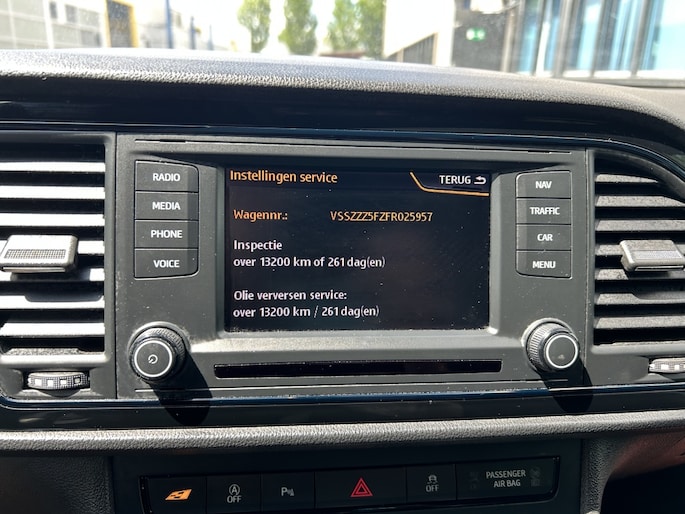 RADIO
MEDIA
PHONE
VOICE
Instellingen service
TERUG
Wagennr.: VSSZZZ5FZFR025957
Inspectie
over 13200 km of 261 dag(en)
Olie verversen service:
over 13200 km / 261 dag(en)
NAV
TRAFFIC
CAR
MENU
A
OFF
P
OFF
PASSENGER
AIR BAG